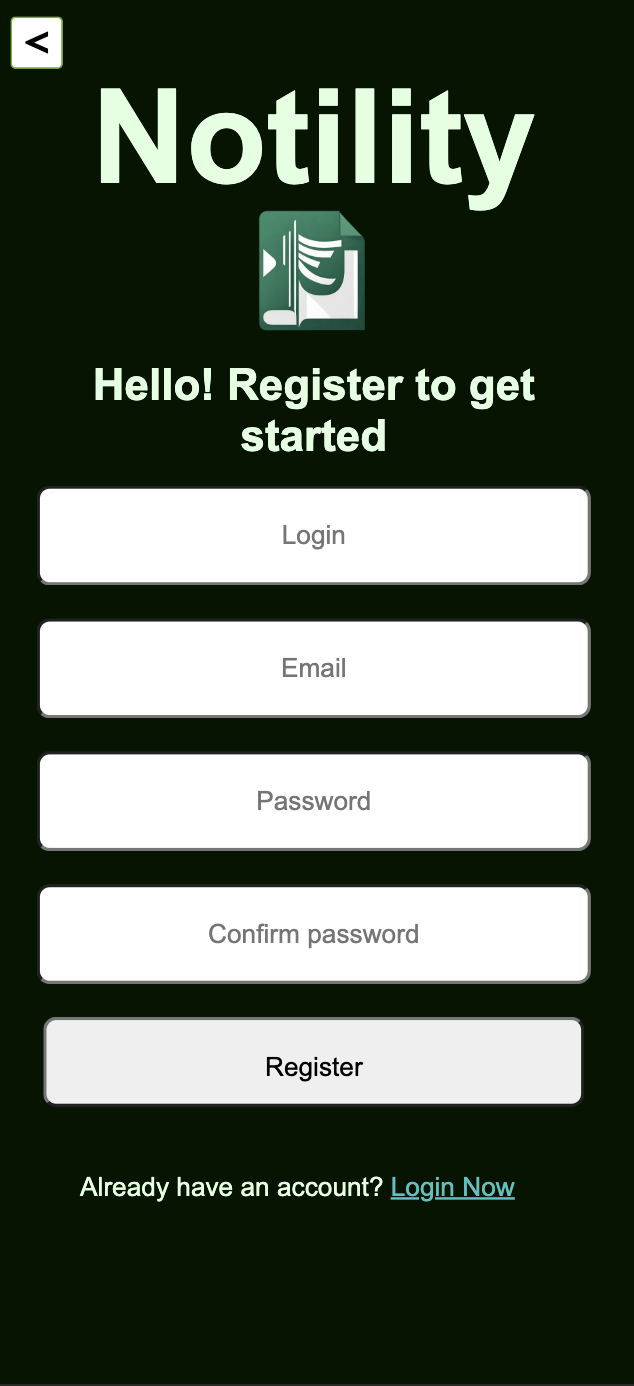 <
Notility
Hello! Register to get
started
Login
Email
Password
Confirm password
Register
Already have an account? Login Now